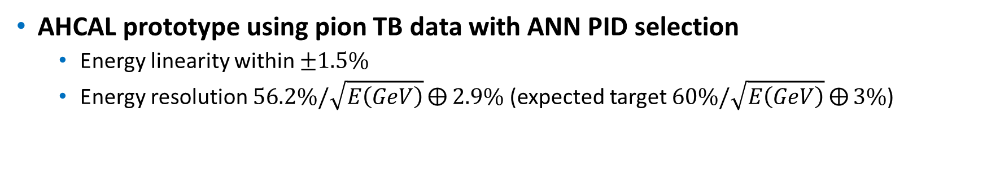 • AHCAL prototype using pion TB data with ANN PID selection
• Energy linearity within ±1.5%
• Energy resolution 56.2%/√E(GeV) ⊕ 2.9% (expected target 60%/√E(GeV) ⊕ 3%)